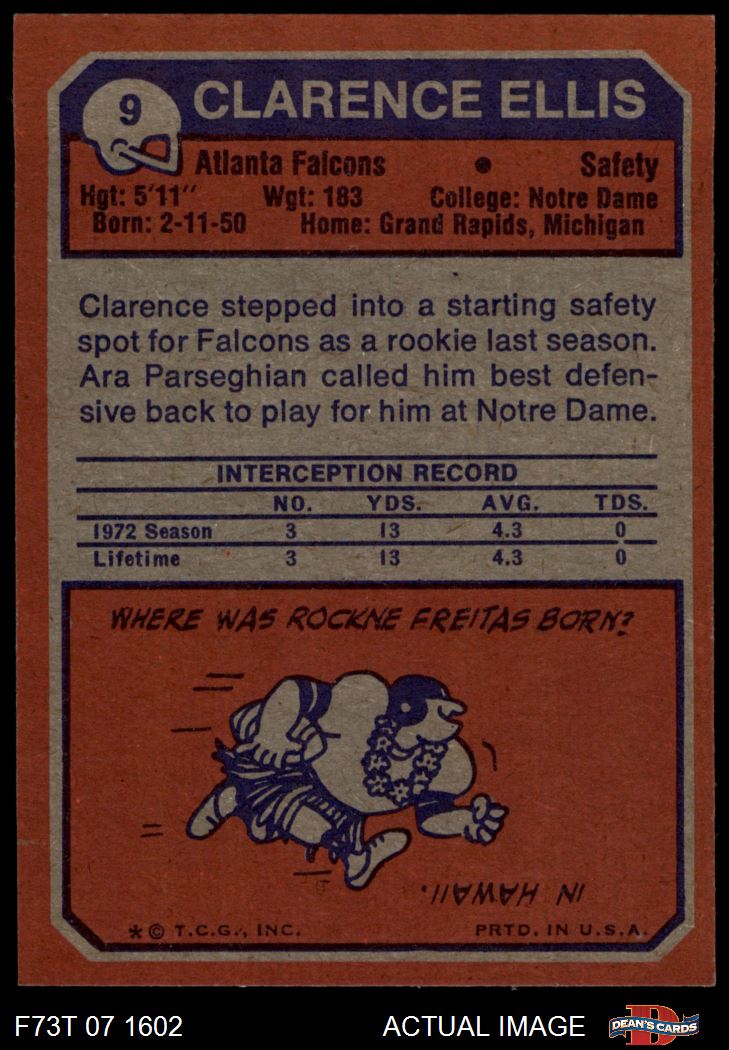 9
CLARENCE ELLIS
Atlanta Falcons • Safety
Hgt: 5'11" Wgt: 183 College: Notre Dame
Born: 2-11-50 Home: Grand Rapids, Michigan
Clarence stepped into a starting safety
spot for Falcons as a rookie last season.
Ara Parseghian called him best defen-
sive back to play for him at Notre Dame.
INTERCEPTION RECORD
NO. YDS. AVG. TDS.
1972 Season 3 13 4.3 0
Lifetime 3 13 4.3 0
WHERE WAS ROCKNE FREITAS BORN?
IN HAWAII.
* © T.C.G., INC. PRTD. IN U.S.A.
F73T 07 1602 ACTUAL IMAGE DEAN'S CARDS